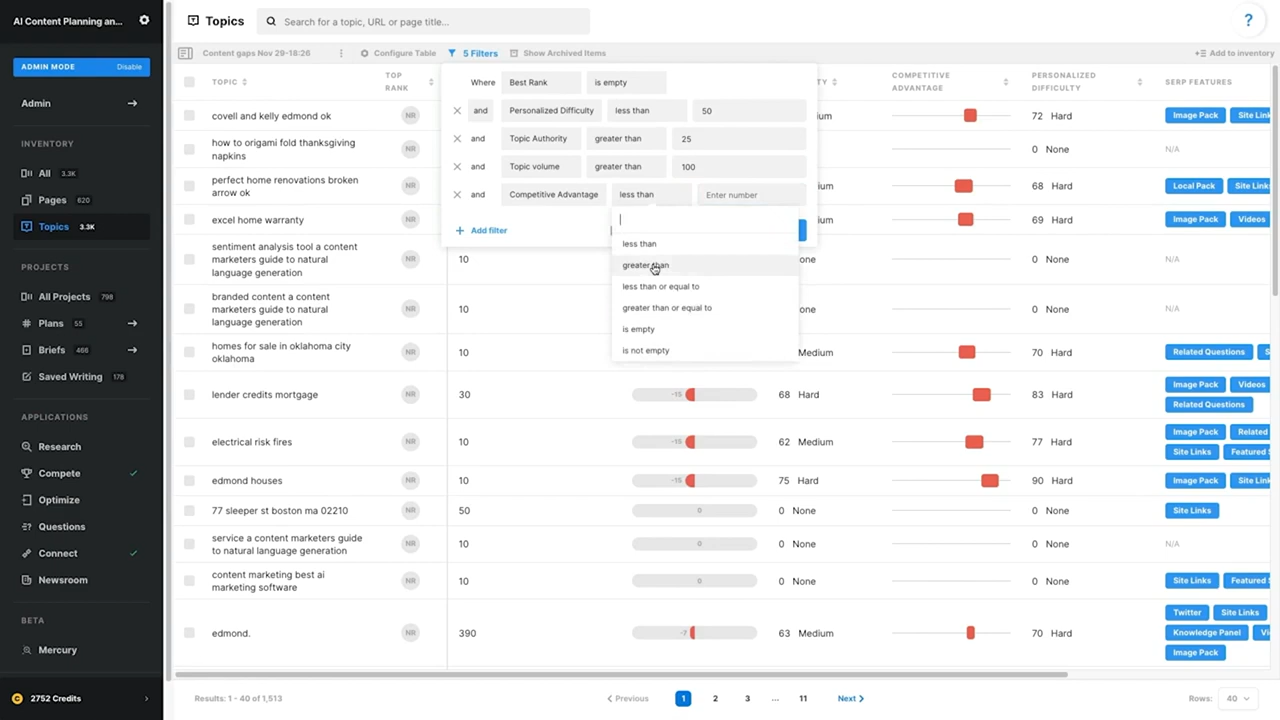 AI Content Planning an...
Topics
Search for a topic, URL or page title...
?
ADMIN MODE
Disable
Admin
INVENTORY
All 3.3K
Pages 620
Topics 3.3K
PROJECTS
All Projects 798
Plans 55
Briefs 466
Saved Writing 178
APPLICATIONS
Research
Compete
Optimize
Questions
Connect
Newsroom
BETA
Mercury
2752 Credits
Content gaps Nov 29-18:26
Configure Table
5 Filters
Show Archived Items
Add to inventory
TOPIC
TOP RANK
COMPETITIVE ADVANTAGE
PERSONALIZED DIFFICULTY
SERP FEATURES
Where Best Rank is empty
and Personalized Difficulty less than 50
and Topic Authority greater than 25
and Topic volume greater than 100
and Competitive Advantage less than Enter number
Add filter
less than
greater than
less than or equal to
greater than or equal to
is empty
is not empty
covell and kelly edmond ok NR 72 Hard Image Pack Site Link
how to origami fold thanksgiving
napkins NR 0 None N/A
perfect home renovations broken
arrow ok NR 68 Hard Local Pack Site Links
excel home warranty NR 69 Hard Image Pack Videos
sentiment analysis tool a content
marketers guide to natural
language generation NR 10 0 None N/A
branded content a content
marketers guide to natural
language generation NR 10 0 None
homes for sale in oklahoma city
oklahoma NR 10 Medium 70 Hard Related Questions
lender credits mortgage NR 30 -15 68 Hard 83 Hard Image Pack Videos
Related Questions
electrical risk fires NR 10 -15 62 Medium 77 Hard Image Pack Related
Site Links Featured
edmond houses NR 10 -15 75 Hard 90 Hard Image Pack Site Link
77 sleeper st boston ma 02210 NR 50 0 0 None 0 None Site Links
service a content marketers guide
to natural language generation NR 10 0 0 None 0 None N/A
content marketing best ai
marketing software NR 10 0 0 None 0 None Site Links Featured
edmond. NR 390 -7 63 Medium 70 Hard Twitter Site Links
Knowledge Panel
Image Pack
Results: 1 - 40 of 1,513
Previous 1 2 3 ... 11 Next
Rows: 40